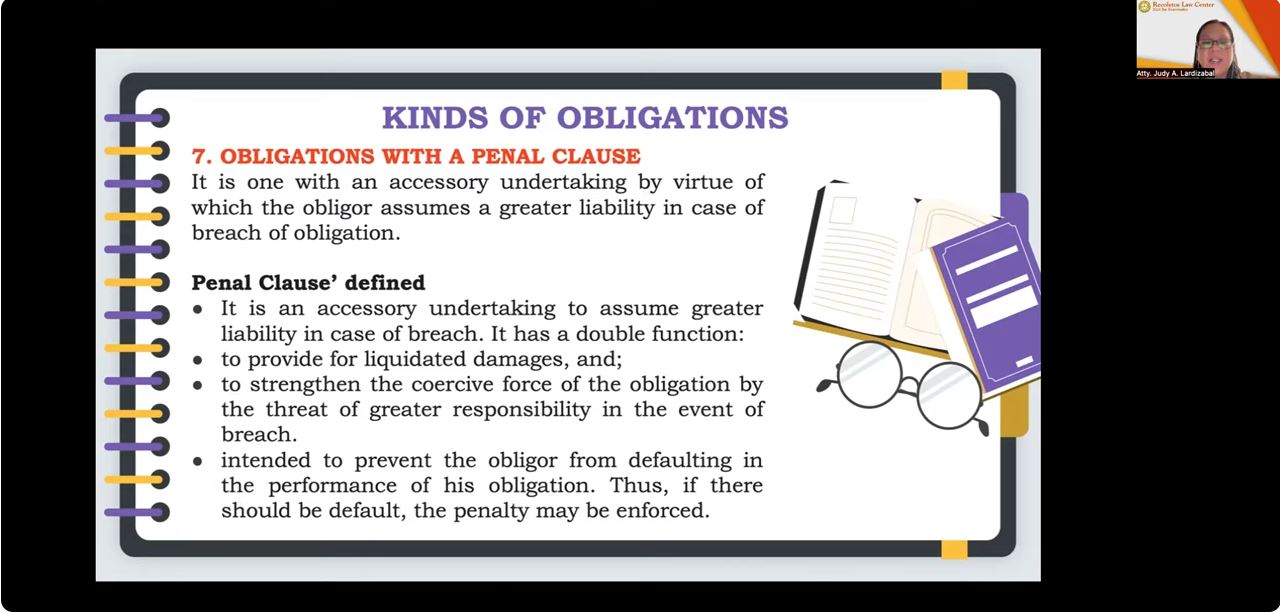 Recoletos Law Center
Atty. Judy A. Lardizabal
KINDS OF OBLIGATIONS
7. OBLIGATIONS WITH A PENAL CLAUSE
It is one with an accessory undertaking by virtue of
which the obligor assumes a greater liability in case of
breach of obligation.
Penal Clause’ defined
● It is an accessory undertaking to assume greater
liability in case of breach. It has a double function:
● to provide for liquidated damages, and;
● to strengthen the coercive force of the obligation by
the threat of greater responsibility in the event of
breach.
● intended to prevent the obligor from defaulting in
the performance of his obligation. Thus, if there
should be default, the penalty may be enforced.